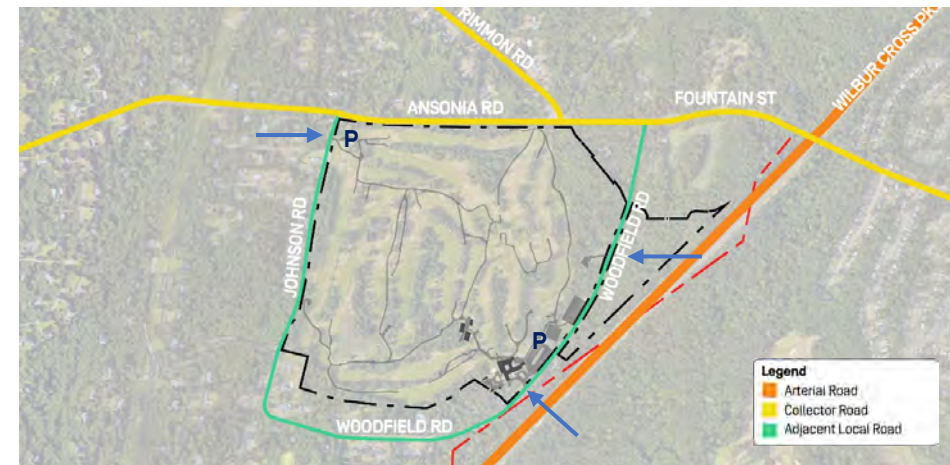 RIMMON RD
WILBUR CROSS PK
FOUNTAIN ST
ANSONIA RD
P
JOHNSON RD
WOODFIELD RD
P
WOODFIELD RD
Legend
Arterial Road
Collector Road
Adjacent Local Road